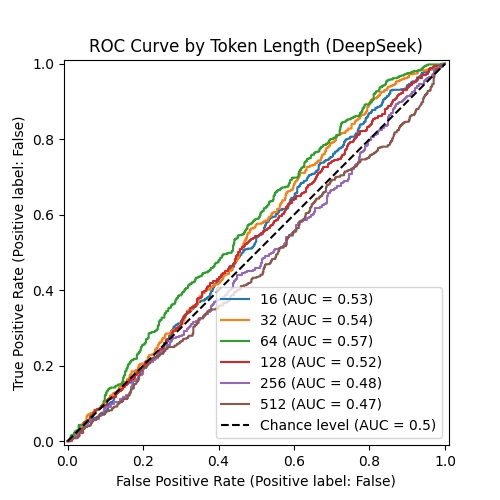 ROC Curve by Token Length (DeepSeek)
True Positive Rate (Positive label: False)
1.0
0.8
0.6
0.4
0.2
0.0
16 (AUC = 0.53)
32 (AUC = 0.54)
64 (AUC = 0.57)
128 (AUC = 0.52)
256 (AUC = 0.48)
512 (AUC = 0.47)
Chance level (AUC = 0.5)
0.0 0.2 0.4 0.6 0.8 1.0
False Positive Rate (Positive label: False)